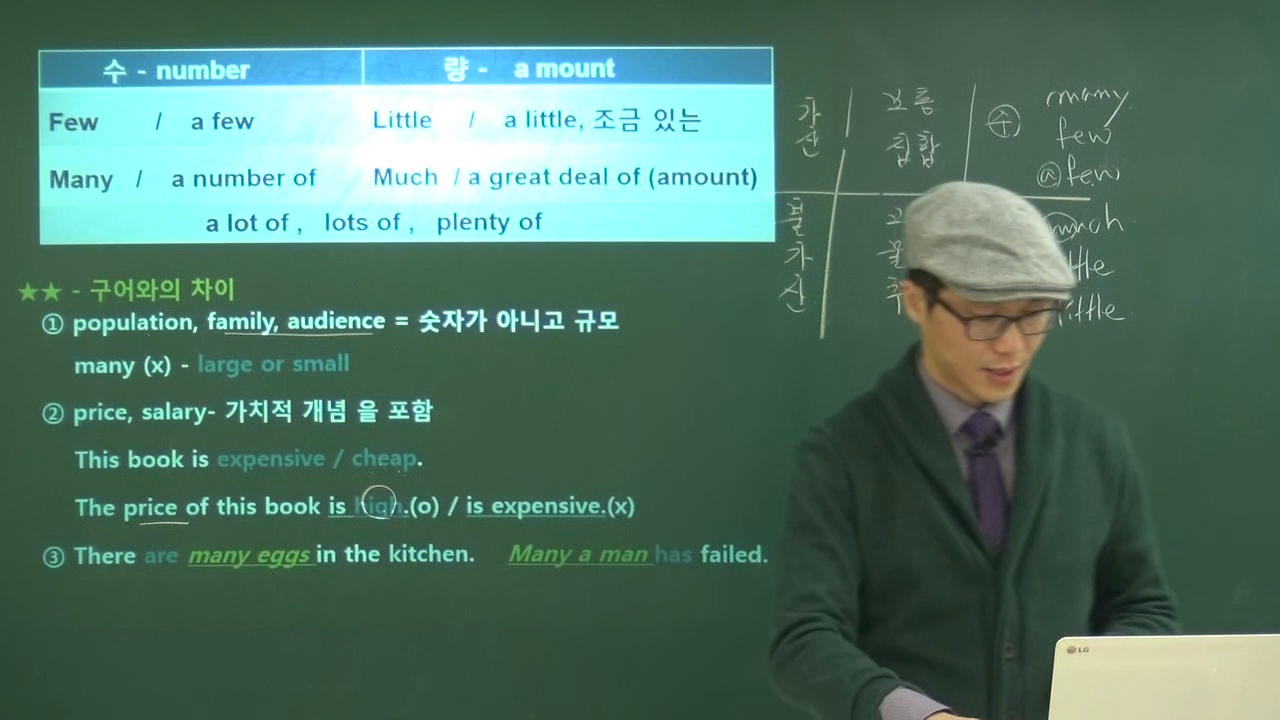 수 - number 량 - a mount
Few / a few Little / a little, 조금 있는
Many / a number of Much / a great deal of (amount)
a lot of , lots of , plenty of
★★ - 구어와의 차이
① population, family, audience = 숫자가 아니고 규모
many (x) - large or small
② price, salary- 가치적 개념 을 포함
This book is expensive / cheap.
The price of this book is high.(o) / is expensive.(x)
③ There are many eggs in the kitchen. Many a man has failed.
가산
보통
집합
수
many
few
ⓐ few
불가산
much
ttle
little
LG